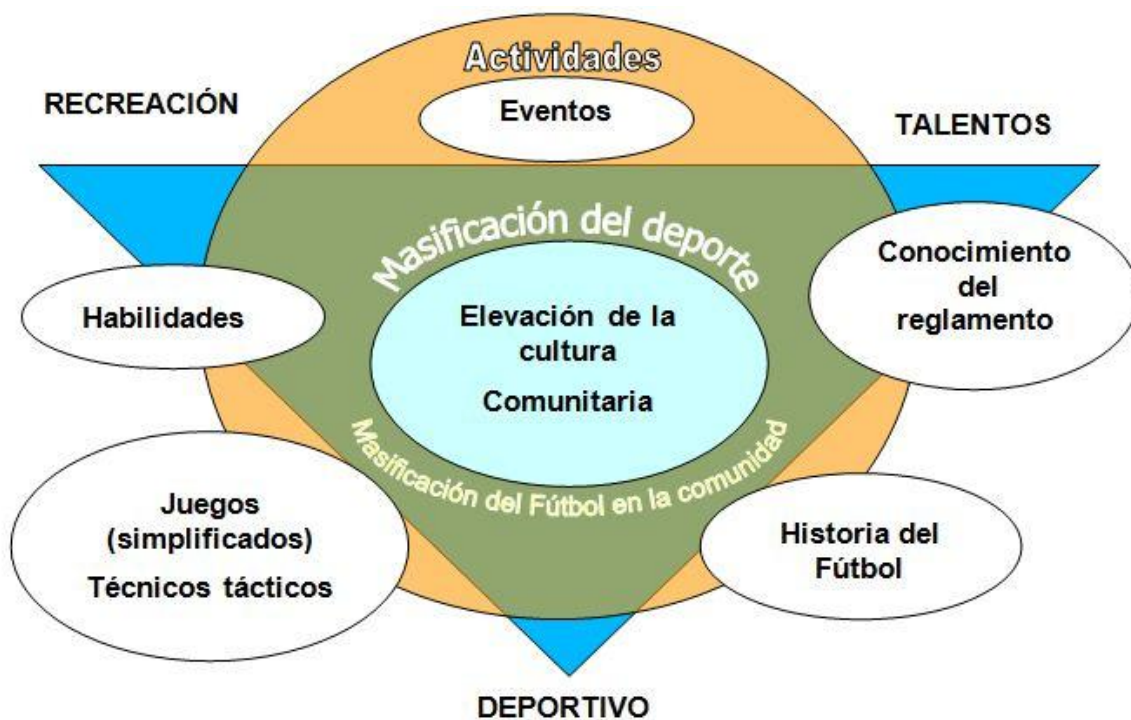 Actividades
Eventos
RECREACIÓN
TALENTOS
Masificación del deporte
Conocimiento
del
reglamento
Habilidades
Elevación de la
cultura
Comunitaria
Masificación del Fútbol en la comunidad
Juegos
(simplificados)
Técnicos tácticos
Historia del
Fútbol
DEPORTIVO